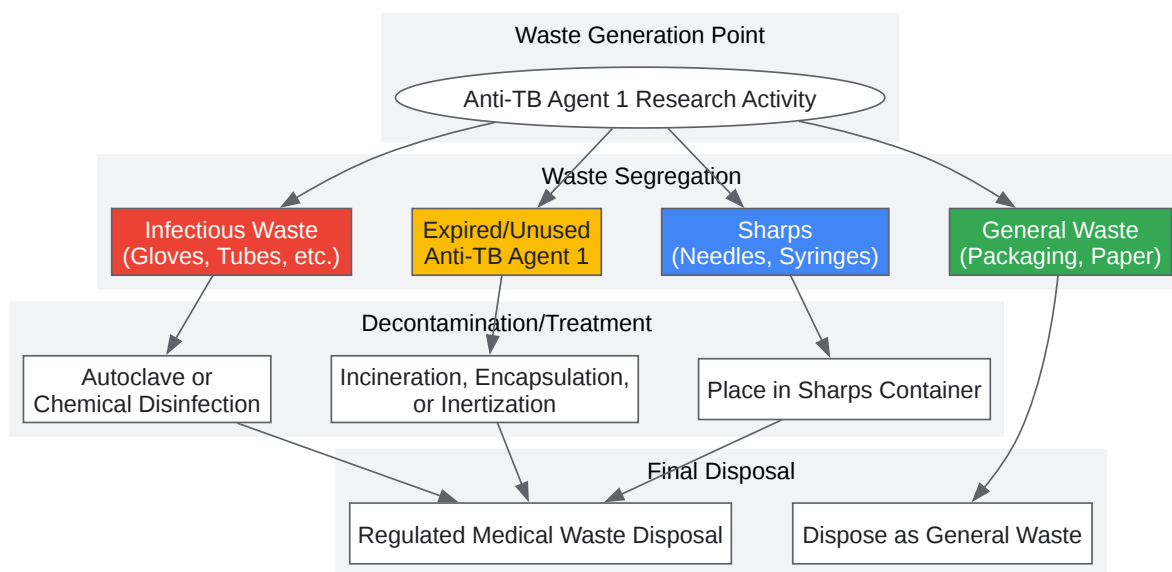 Waste Generation Point
Anti-TB Agent 1 Research Activity
Waste Segregation
Infectious Waste
(Gloves, Tubes, etc.)
Expired/Unused
Anti-TB Agent 1
Sharps
(Needles, Syringes)
General Waste
(Packaging, Paper)
Decontamination/Treatment
Autoclave or
Chemical Disinfection
Incineration, Encapsulation,
or Inertization
Place in Sharps Container
Final Disposal
Regulated Medical Waste Disposal
Dispose as General Waste